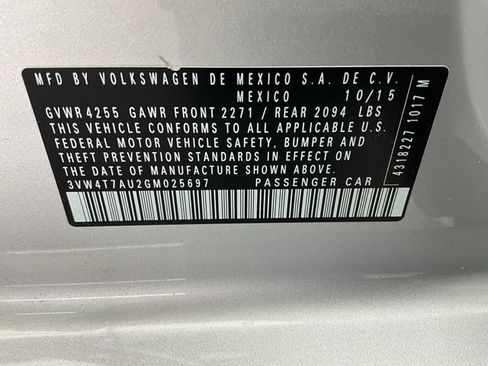 MFD BY VOLKSWAGEN DE MEXICO S.A. DE C.V.
MEXICO 10/15
GVWR 4255 GAWR FRONT 2271 / REAR 2094 LBS
THIS VEHICLE CONFORMS TO ALL APPLICABLE U.S.
FEDERAL MOTOR VEHICLE SAFETY, BUMPER AND
THEFT PREVENTION STANDARDS IN EFFECT ON THE
DATE OF MANUFACTURE SHOWN ABOVE.
3VW4T7AU2GM025697 PASSENGER CAR
4318227 1017 M